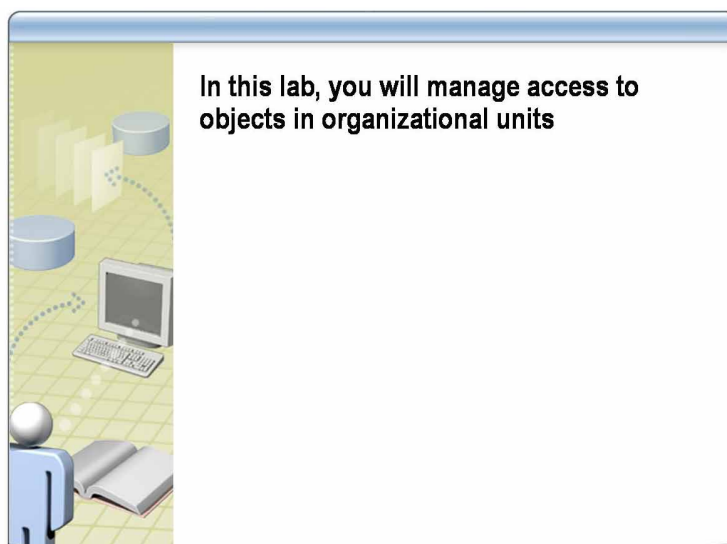 In this lab, you will manage access to
objects in organizational units